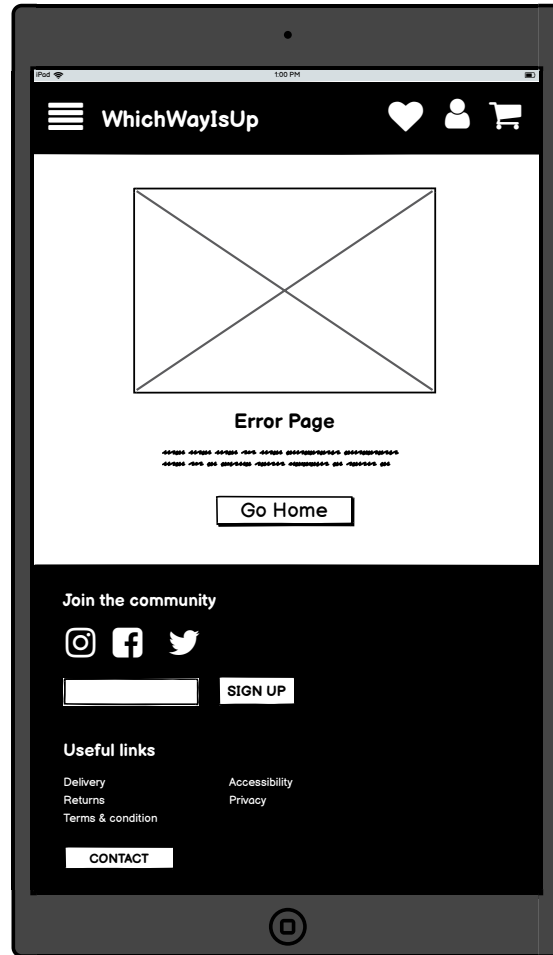 iPad 1:00 PM
WhichWayIsUp
Error Page
Go Home
Join the community
SIGN UP
Useful links
Delivery Accessibility
Returns Privacy
Terms & condition
CONTACT